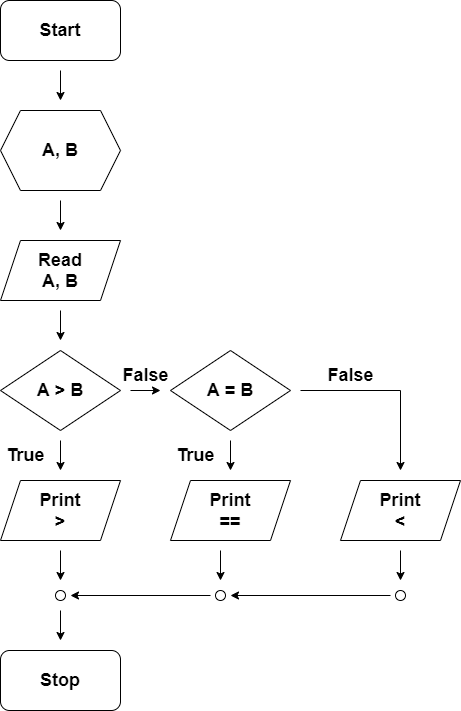 Start
A, B
Read
A, B
A > B
False
A = B
False
True
True
Print
>
Print
==
Print
<
Stop